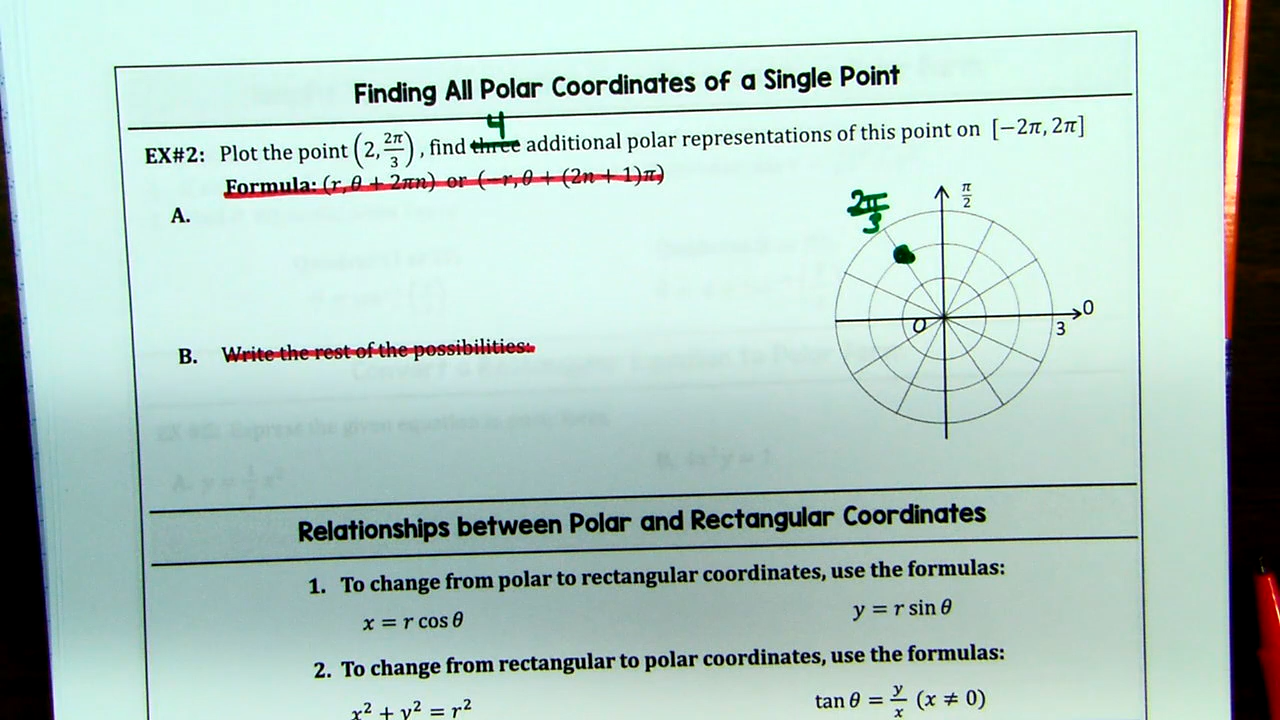 Finding All Polar Coordinates of a Single Point
4
EX#2: Plot the point (2, 2π/3), find three additional polar representations of this point on [−2π, 2π]
Formula: (r, θ + 2πn) or (−r, θ + (2n + 1)π)
A.
2π/3
π/2
0
O
3
B. Write the rest of the possibilities:
Relationships between Polar and Rectangular Coordinates
1. To change from polar to rectangular coordinates, use the formulas:
x = r cos θ y = r sin θ
2. To change from rectangular to polar coordinates, use the formulas:
x² + y² = r² tan θ = y/x (x ≠ 0)